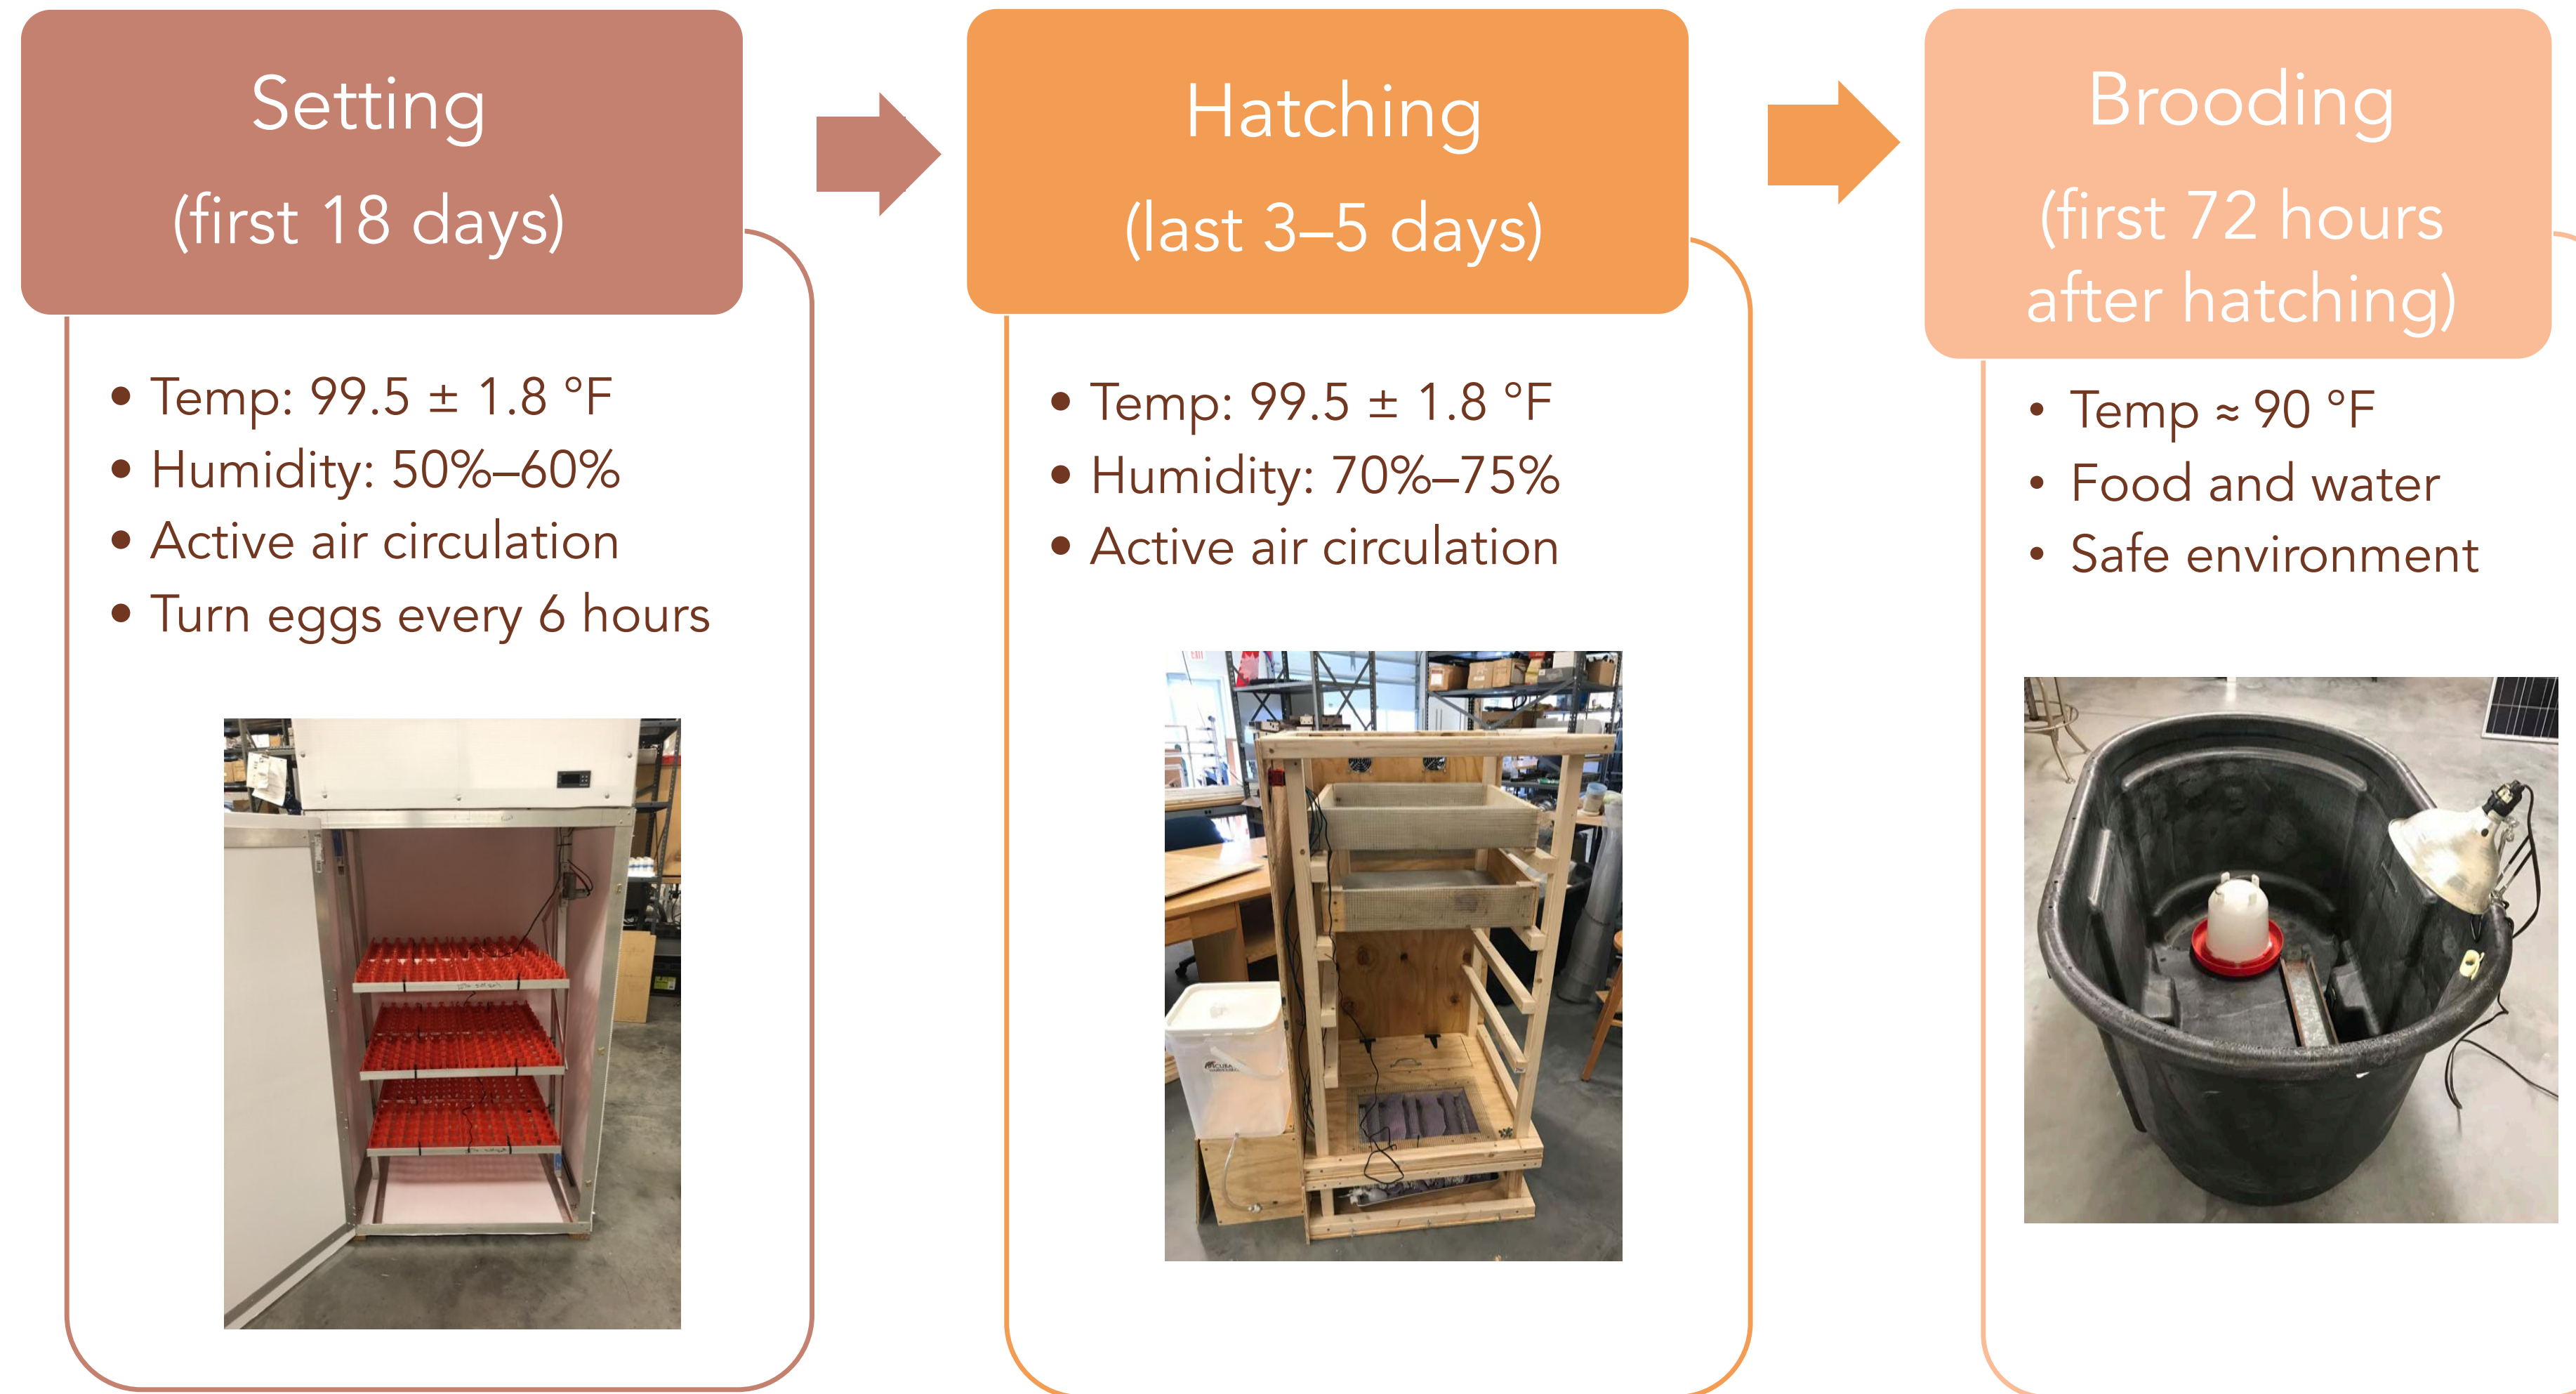 Setting
(first 18 days)
• Temp: 99.5 ± 1.8 °F
• Humidity: 50%–60%
• Active air circulation
• Turn eggs every 6 hours
Hatching
(last 3–5 days)
• Temp: 99.5 ± 1.8 °F
• Humidity: 70%–75%
• Active air circulation
Brooding
(first 72 hours
after hatching)
• Temp ≈ 90 °F
• Food and water
• Safe environment